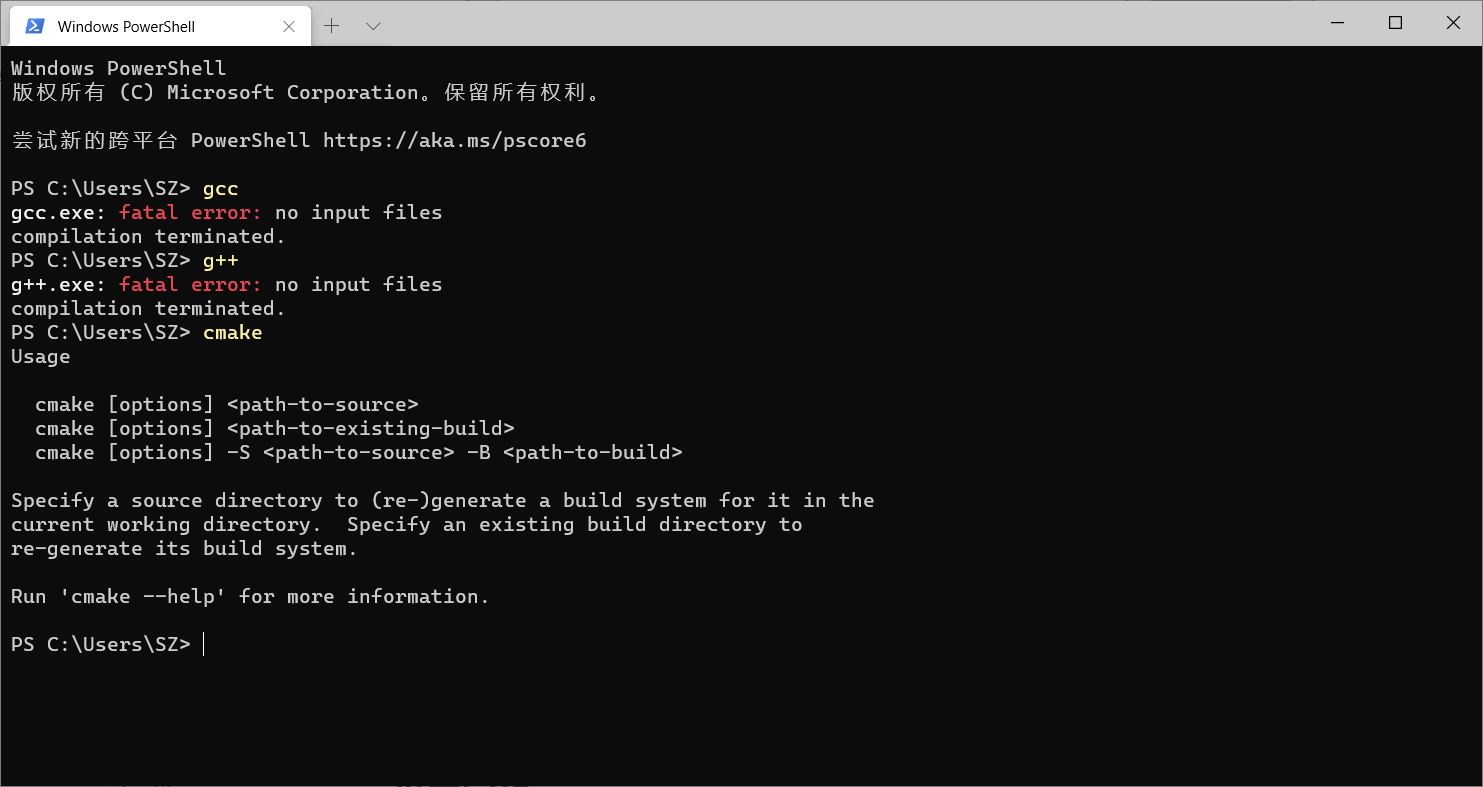 Windows PowerShell
Windows PowerShell
版权所有 (C) Microsoft Corporation。保留所有权利。
尝试新的跨平台 PowerShell https://aka.ms/pscore6
PS C:\Users\SZ> gcc
gcc.exe: fatal error: no input files
compilation terminated.
PS C:\Users\SZ> g++
g++.exe: fatal error: no input files
compilation terminated.
PS C:\Users\SZ> cmake
Usage
  cmake [options] <path-to-source>
  cmake [options] <path-to-existing-build>
  cmake [options] -S <path-to-source> -B <path-to-build>
Specify a source directory to (re-)generate a build system for it in the
current working directory.  Specify an existing build directory to
re-generate its build system.
Run 'cmake --help' for more information.
PS C:\Users\SZ>